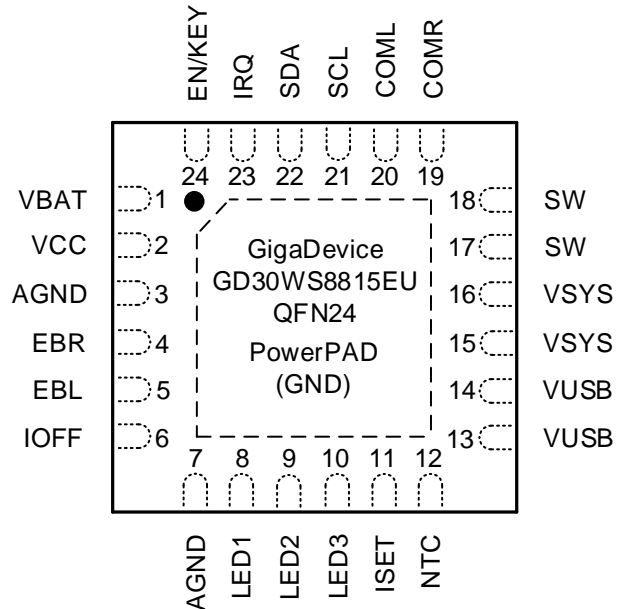 EN/KEY
IRQ
SDA
SCL
COML
COMR
24
23
22
21
20
19
VBAT
1
18
SW
VCC
2
17
SW
AGND
3
16
VSYS
EBR
4
15
VSYS
EBL
5
14
VUSB
IOFF
6
13
VUSB
GigaDevice
GD30WS8815EU
QFN24
PowerPAD
(GND)
7
8
9
10
11
12
AGND
LED1
LED2
LED3
ISET
NTC